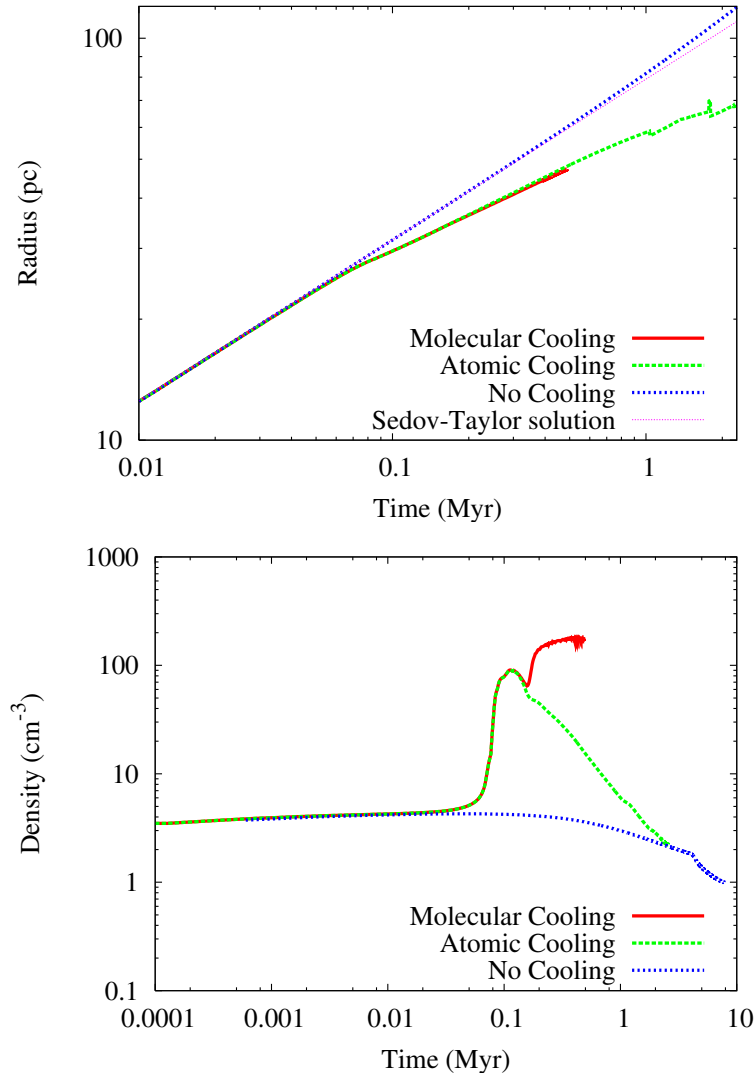 100
10
Radius (pc)
0.01
0.1
1
Time (Myr)
Molecular Cooling
Atomic Cooling
No Cooling
Sedov-Taylor solution
1000
100
10
1
0.1
Density (cm-3)
0.0001
0.001
0.01
0.1
1
10
Time (Myr)
Molecular Cooling
Atomic Cooling
No Cooling